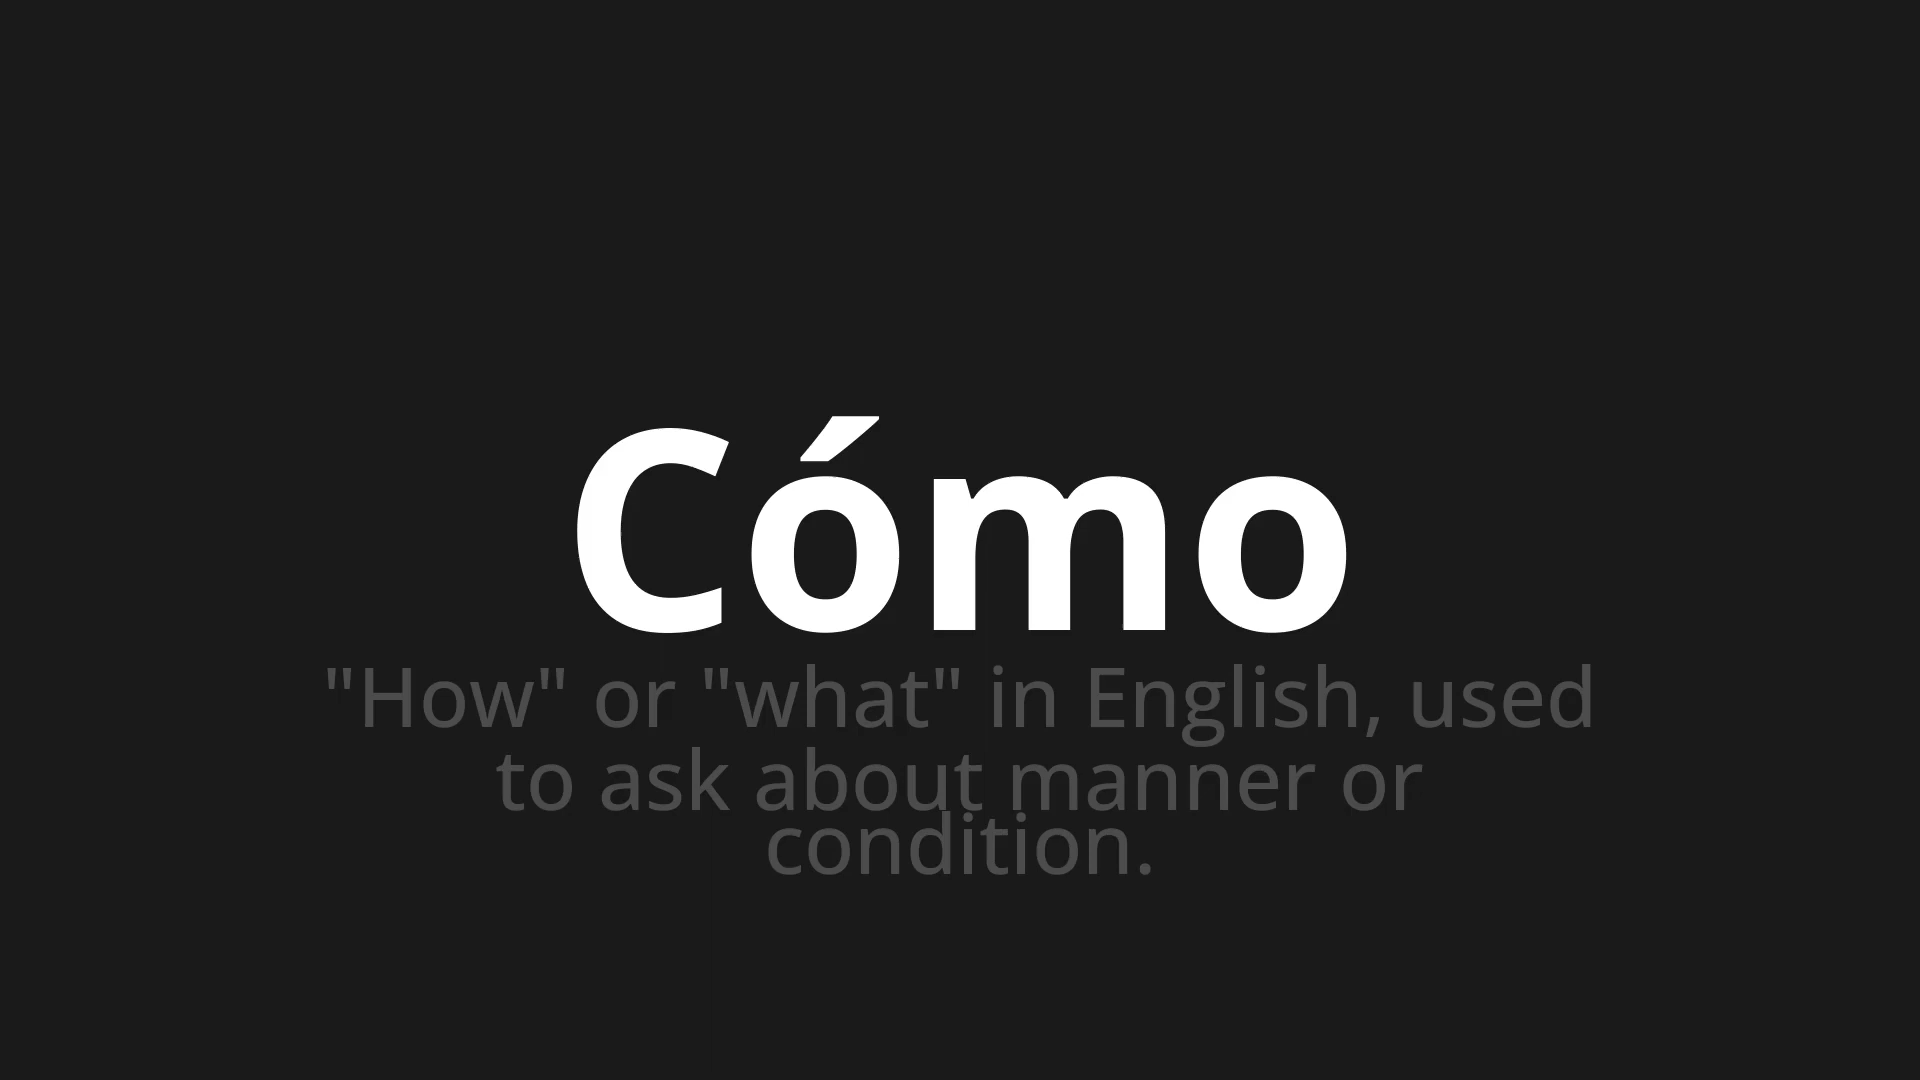 Cómo
"How" or "what" in English, used
to ask about manner or
condition.